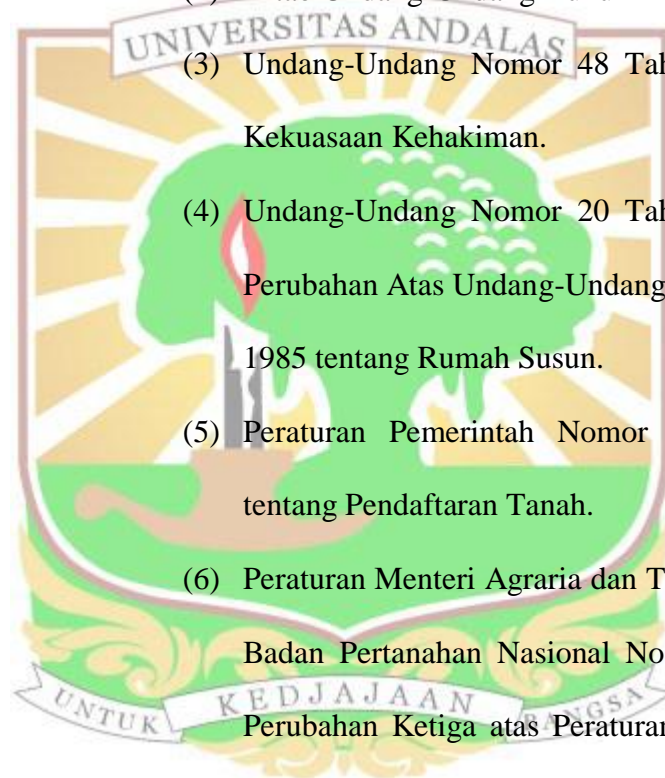 UNIVERSITAS ANDALAS
(3) Undang-Undang Nomor 48 Tah
Kekuasaan Kehakiman.
(4) Undang-Undang Nomor 20 Tah
Perubahan Atas Undang-Undang
1985 tentang Rumah Susun.
(5) Peraturan Pemerintah Nomor
tentang Pendaftaran Tanah.
(6) Peraturan Menteri Agraria dan T
Badan Pertanahan Nasional No
Perubahan Ketiga atas Peraturan
UNTUK KEDJAJAAN BANGSA